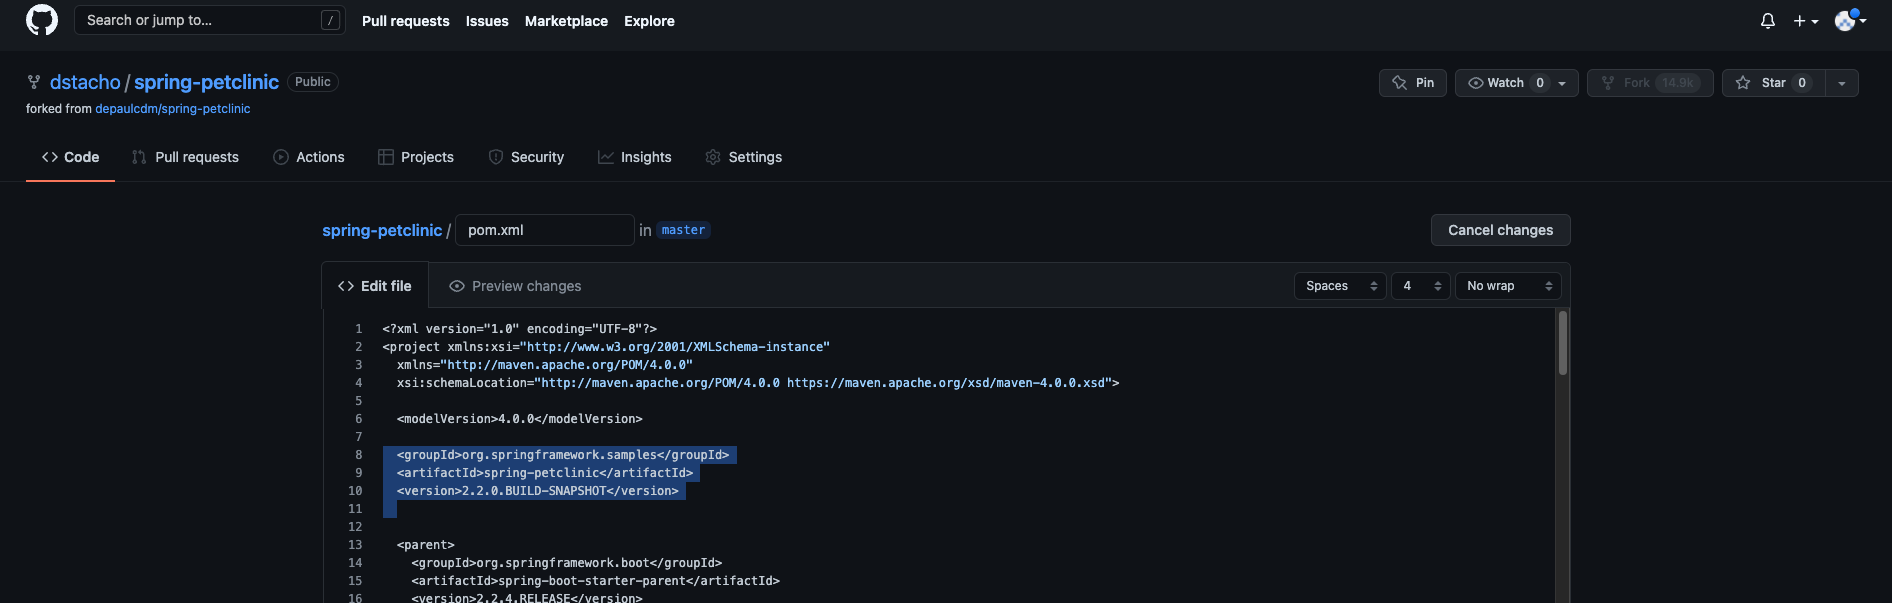 Search or jump to... /
Pull requests Issues Marketplace Explore
dstacho / spring-petclinic Public
forked from depaulcdm/spring-petclinic
Pin Watch 0 Fork 14.9k Star 0
<> Code Pull requests Actions Projects Security Insights Settings
spring-petclinic / pom.xml in master
Cancel changes
<> Edit file Preview changes Spaces 4 No wrap
1 <?xml version="1.0" encoding="UTF-8"?>
2 <project xmlns:xsi="http://www.w3.org/2001/XMLSchema-instance"
3 xmlns="http://maven.apache.org/POM/4.0.0"
4 xsi:schemaLocation="http://maven.apache.org/POM/4.0.0 https://maven.apache.org/xsd/maven-4.0.0.xsd">
5
6 <modelVersion>4.0.0</modelVersion>
7
8 <groupId>org.springframework.samples</groupId>
9 <artifactId>spring-petclinic</artifactId>
10 <version>2.2.0.BUILD-SNAPSHOT</version>
11
12
13 <parent>
14 <groupId>org.springframework.boot</groupId>
15 <artifactId>spring-boot-starter-parent</artifactId>
16 <version>2.2.4.RELEASE</version>